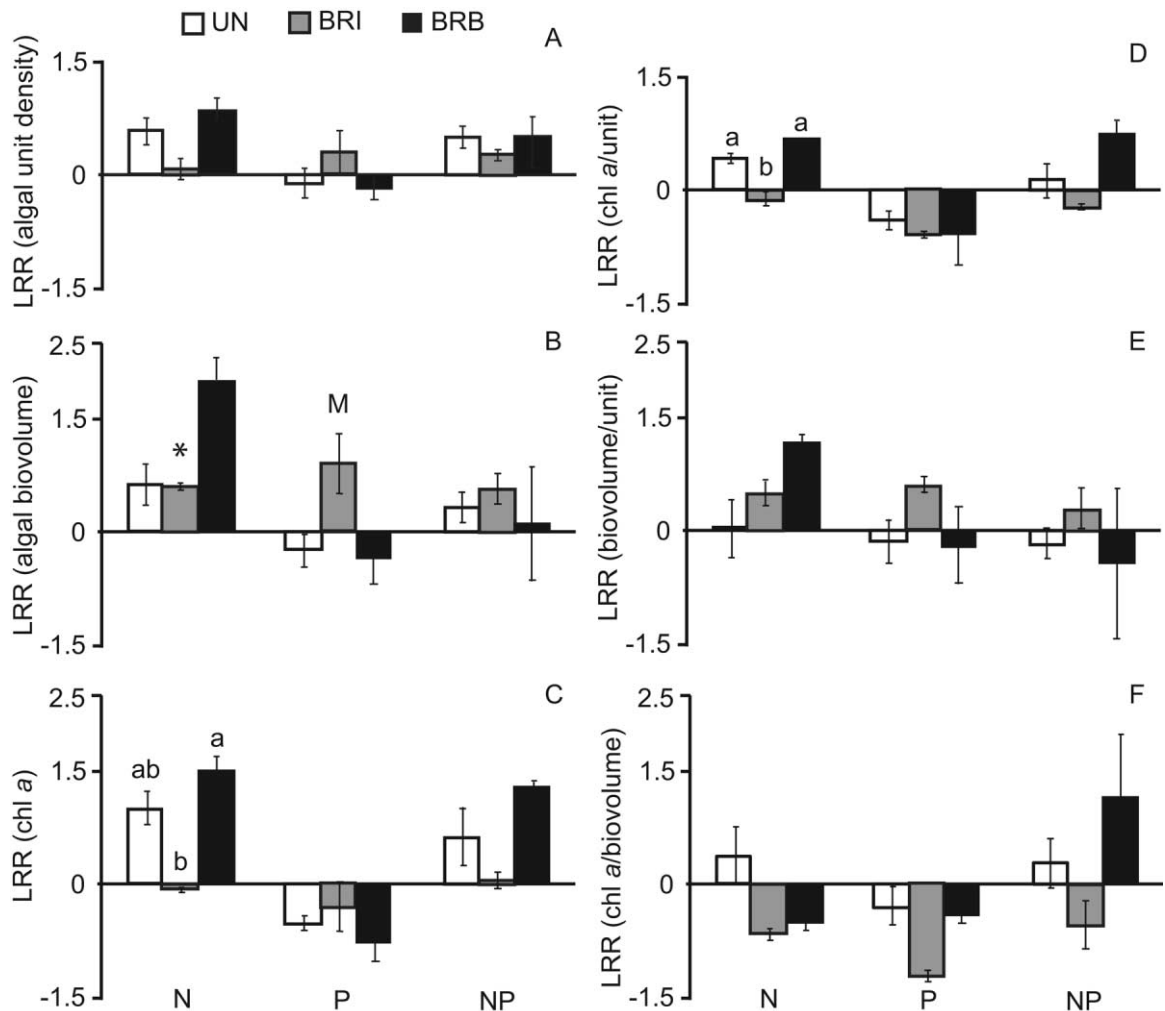 UN BRI BRB
A
LRR (algal unit density)
1.5
0
-1.5
B
LRR (algal biovolume)
2.5
1.5
0
-1.5
*
M
C
LRR (chl a)
2.5
1.5
0
-1.5
ab
b
a
N P NP
D
LRR (chl a/unit)
1.5
0
-1.5
a
b
a
E
LRR (biovolume/unit)
2.5
1.5
0
-1.5
F
LRR (chl a/biovolume)
2.5
1.5
0
-1.5
N P NP